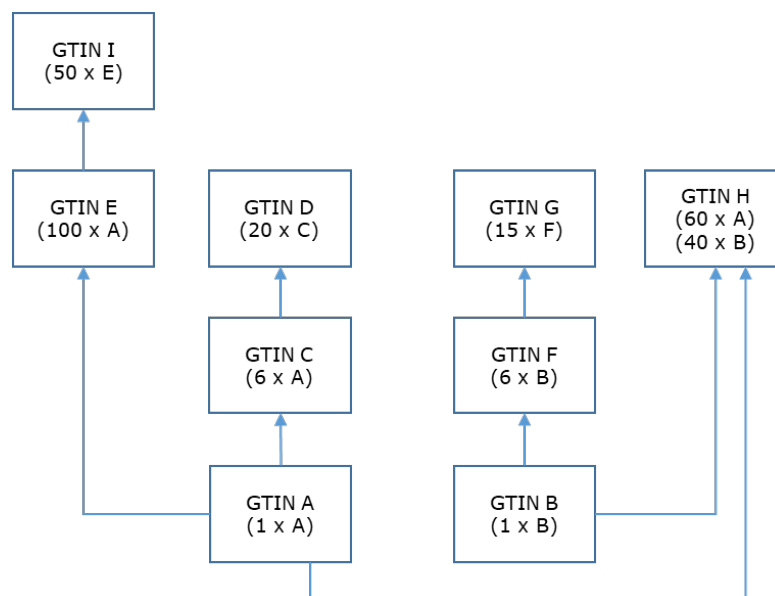 GTIN I
(50 x E)
GTIN E
(100 x A)
GTIN D
(20 x C)
GTIN G
(15 x F)
GTIN H
(60 x A)
(40 x B)
GTIN C
(6 x A)
GTIN F
(6 x B)
GTIN A
(1 x A)
GTIN B
(1 x B)